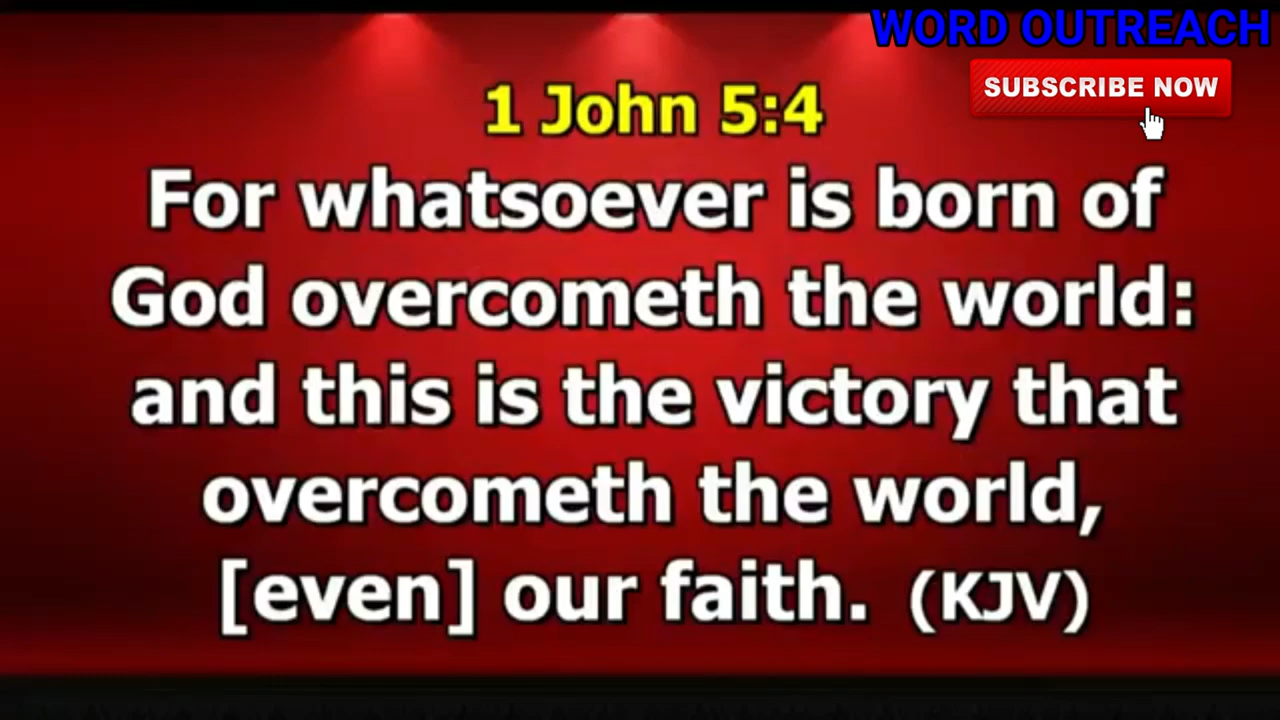 WORD OUTREACH
SUBSCRIBE NOW
1 John 5:4
For whatsoever is born of
God overcometh the world:
and this is the victory that
overcometh the world,
[even] our faith. (KJV)